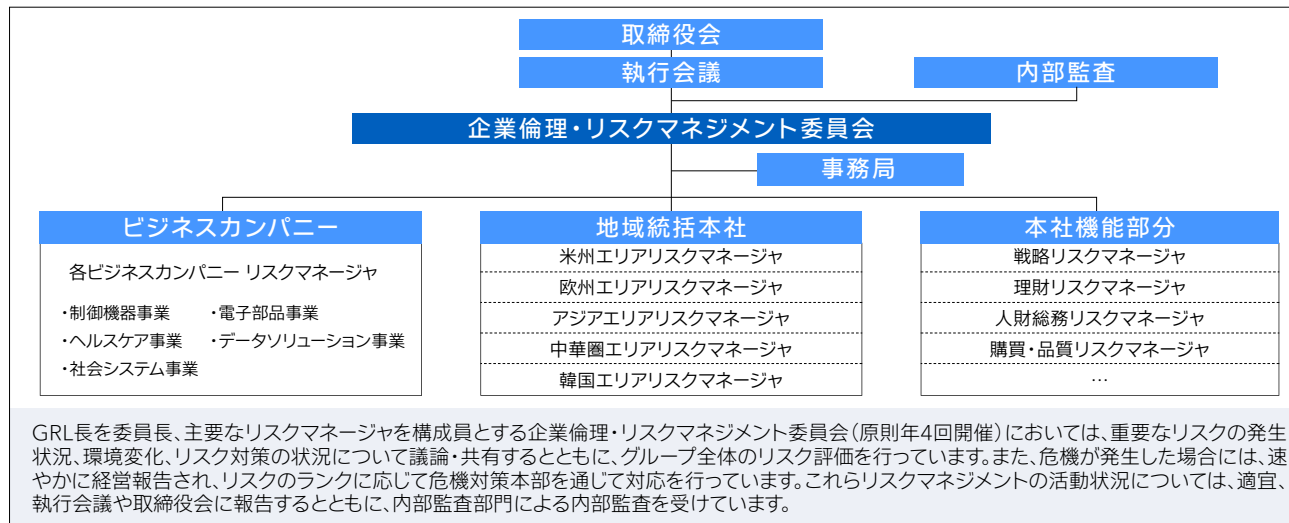 取締役会
執行会議
内部監査
企業倫理・リスクマネジメント委員会
事務局
ビジネスカンパニー
各ビジネスカンパニー リスクマネージャ
・制御機器事業 ・電子部品事業
・ヘルスケア事業 ・データソリューション事業
・社会システム事業
地域統括本社
米州エリアリスクマネージャ
欧州エリアリスクマネージャ
アジアエリアリスクマネージャ
中華圏エリアリスクマネージャ
韓国エリアリスクマネージャ
本社機能部分
戦略リスクマネージャ
理財リスクマネージャ
人財総務リスクマネージャ
購買・品質リスクマネージャ
…
GRL長を委員長、主要なリスクマネージャを構成員とする企業倫理・リスクマネジメント委員会(原則年4回開催)においては、重要なリスクの発生
状況、環境変化、リスク対策の状況について議論・共有するとともに、グループ全体のリスク評価を行っています。また、危機が発生した場合には、速
やかに経営報告され、リスクのランクに応じて危機対策本部を通じて対応を行っています。これらリスクマネジメントの活動状況については、適宜、
執行会議や取締役会に報告するとともに、内部監査部門による内部監査を受けています。